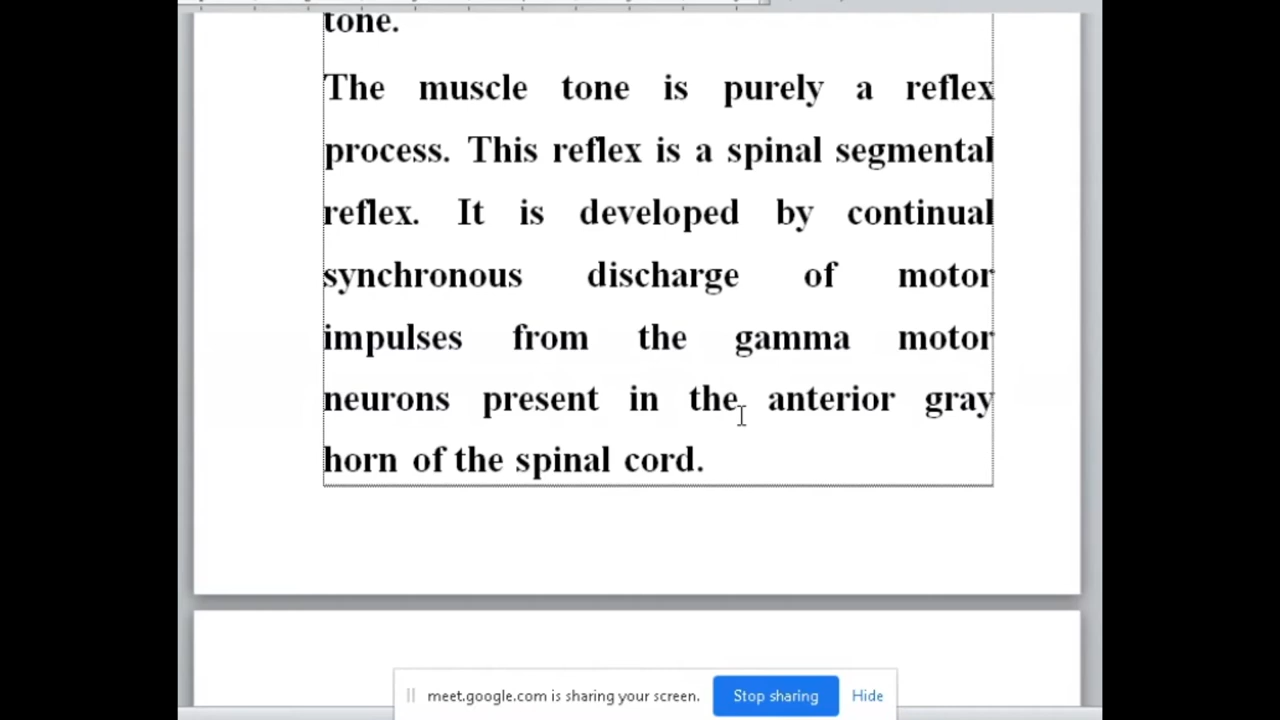 tone.
The muscle tone is purely a reflex
process. This reflex is a spinal segmental
reflex. It is developed by continual
synchronous discharge of motor
impulses from the gamma motor
neurons present in the anterior gray
horn of the spinal cord.
meet.google.com is sharing your screen. Stop sharing Hide